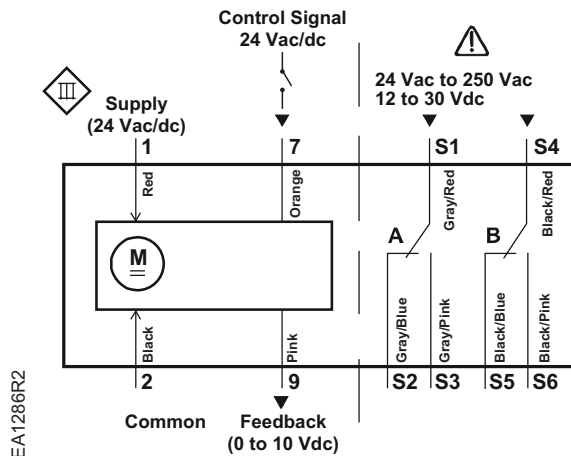 Control Signal
24 Vac/dc
III
Supply
(24 Vac/dc)
24 Vac to 250 Vac
12 to 30 Vdc
1
7
S1
S4
Red
Orange
Gray/Red
Black/Red
A
B
M
Black
Pink
Gray/Blue
Gray/Pink
Black/Blue
Black/Pink
2
9
S2
S3
S5
S6
Common
Feedback
(0 to 10 Vdc)
EA1286R2